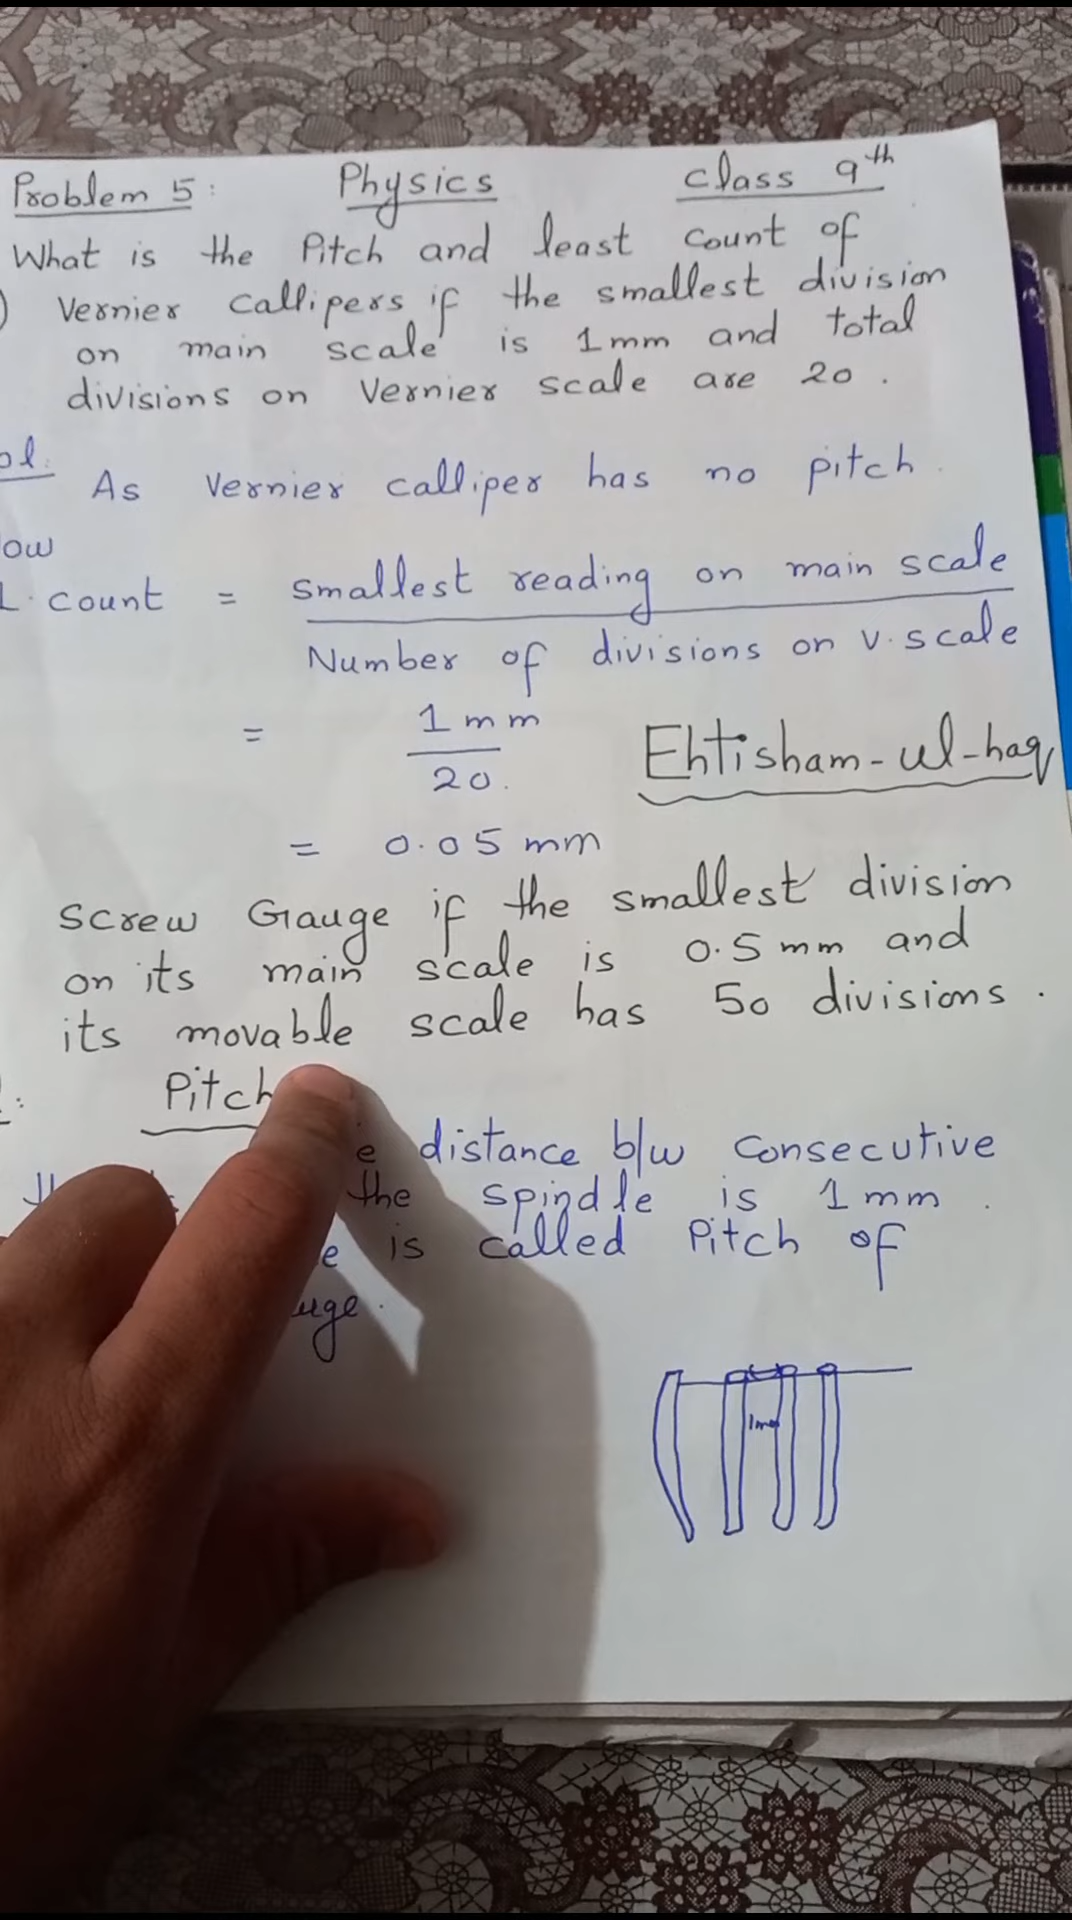 Problem 5: Physics class 9th
What is the Pitch and least count of
) Vernier callipers if the smallest division
on main scale is 1mm and total
divisions on Vernier scale are 20.
ol.
As Vernier calliper has no pitch.
ow
L. count = smallest reading on main scale
Number of divisions on V. scale
= 1mm
20.
Ehtisham-ul-haq
= 0.05 mm
screw Gauge if the smallest division
on its main scale is 0.5 mm and
its movable scale has 50 divisions.
Pitch
distance b/w consecutive
the spindle is 1mm.
is called Pitch of
uge.
1mm